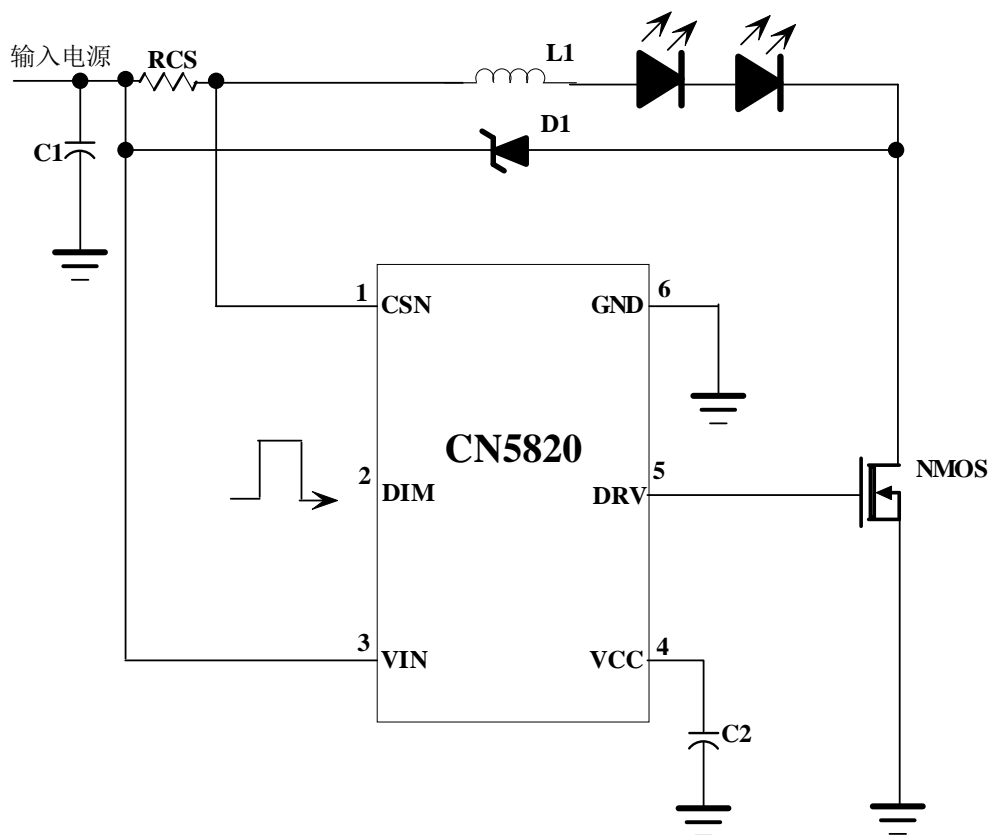 输入电源
RCS
L1
D1
C1
1
CSN
GND
6
CN5820
2
DIM
DRV
5
NMOS
3
VIN
VCC
4
C2